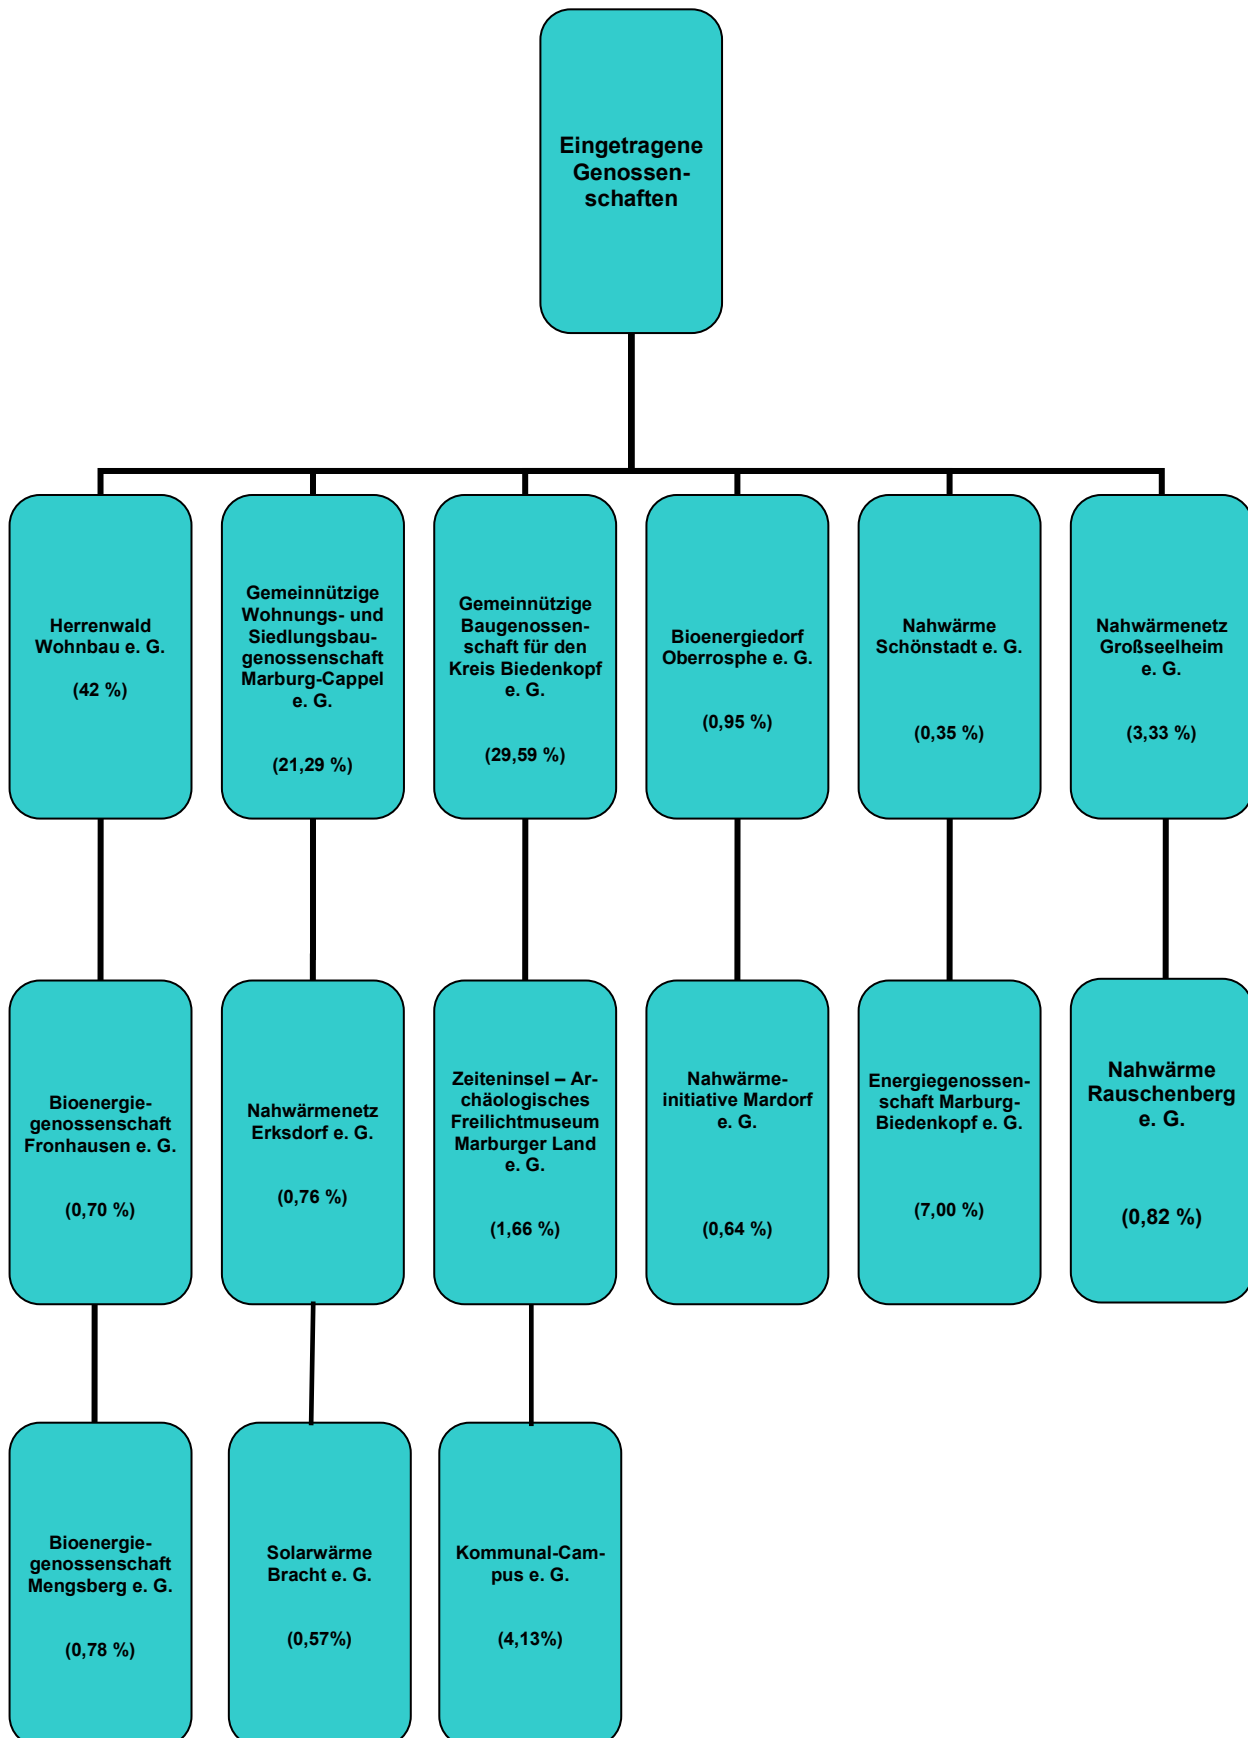 Eingetragene
Genossen-
schaften
Herrenwald
Wohnbau e. G.
(42 %)
Gemeinnützige
Wohnungs- und
Siedlungsbau-
genossenschaft
Marburg-Cappel
e. G.
(21,29 %)
Gemeinnützige
Baugenossen-
schaft für den
Kreis Biedenkopf
e. G.
(29,59 %)
Bioenergiedorf
Oberrosphe e. G.
(0,95 %)
Nahwärme
Schönstadt e. G.
(0,35 %)
Nahwärmenetz
Großseelheim
e. G.
(3,33 %)
Bioenergie-
genossenschaft
Fronhausen e. G.
(0,70 %)
Nahwärmenetz
Erksdorf e. G.
(0,76 %)
Zeiteninsel – Ar-
chäologisches
Freilichtmuseum
Marburger Land
e. G.
(1,66 %)
Nahwärme-
initiative Mardorf
e. G.
(0,64 %)
Energiegenossen-
schaft Marburg-
Biedenkopf e. G.
(7,00 %)
Nahwärme
Rauschenberg
e. G.
(0,82 %)
Bioenergie-
genossenschaft
Mengsberg e. G.
(0,78 %)
Solarwärme
Bracht e. G.
(0,57%)
Kommunal-Cam-
pus e. G.
(4,13%)